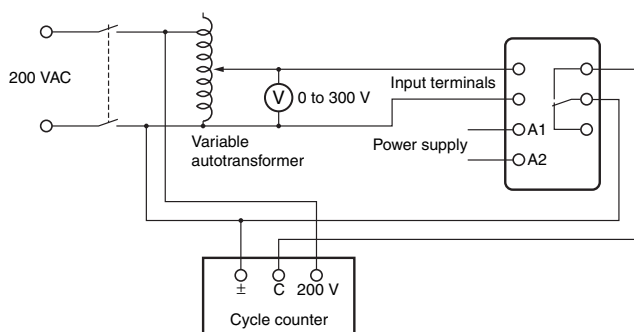 200 VAC
V
0 to 300 V
Variable
autotransformer
Input terminals
Power supply
A1
A2
± C 200 V
Cycle counter